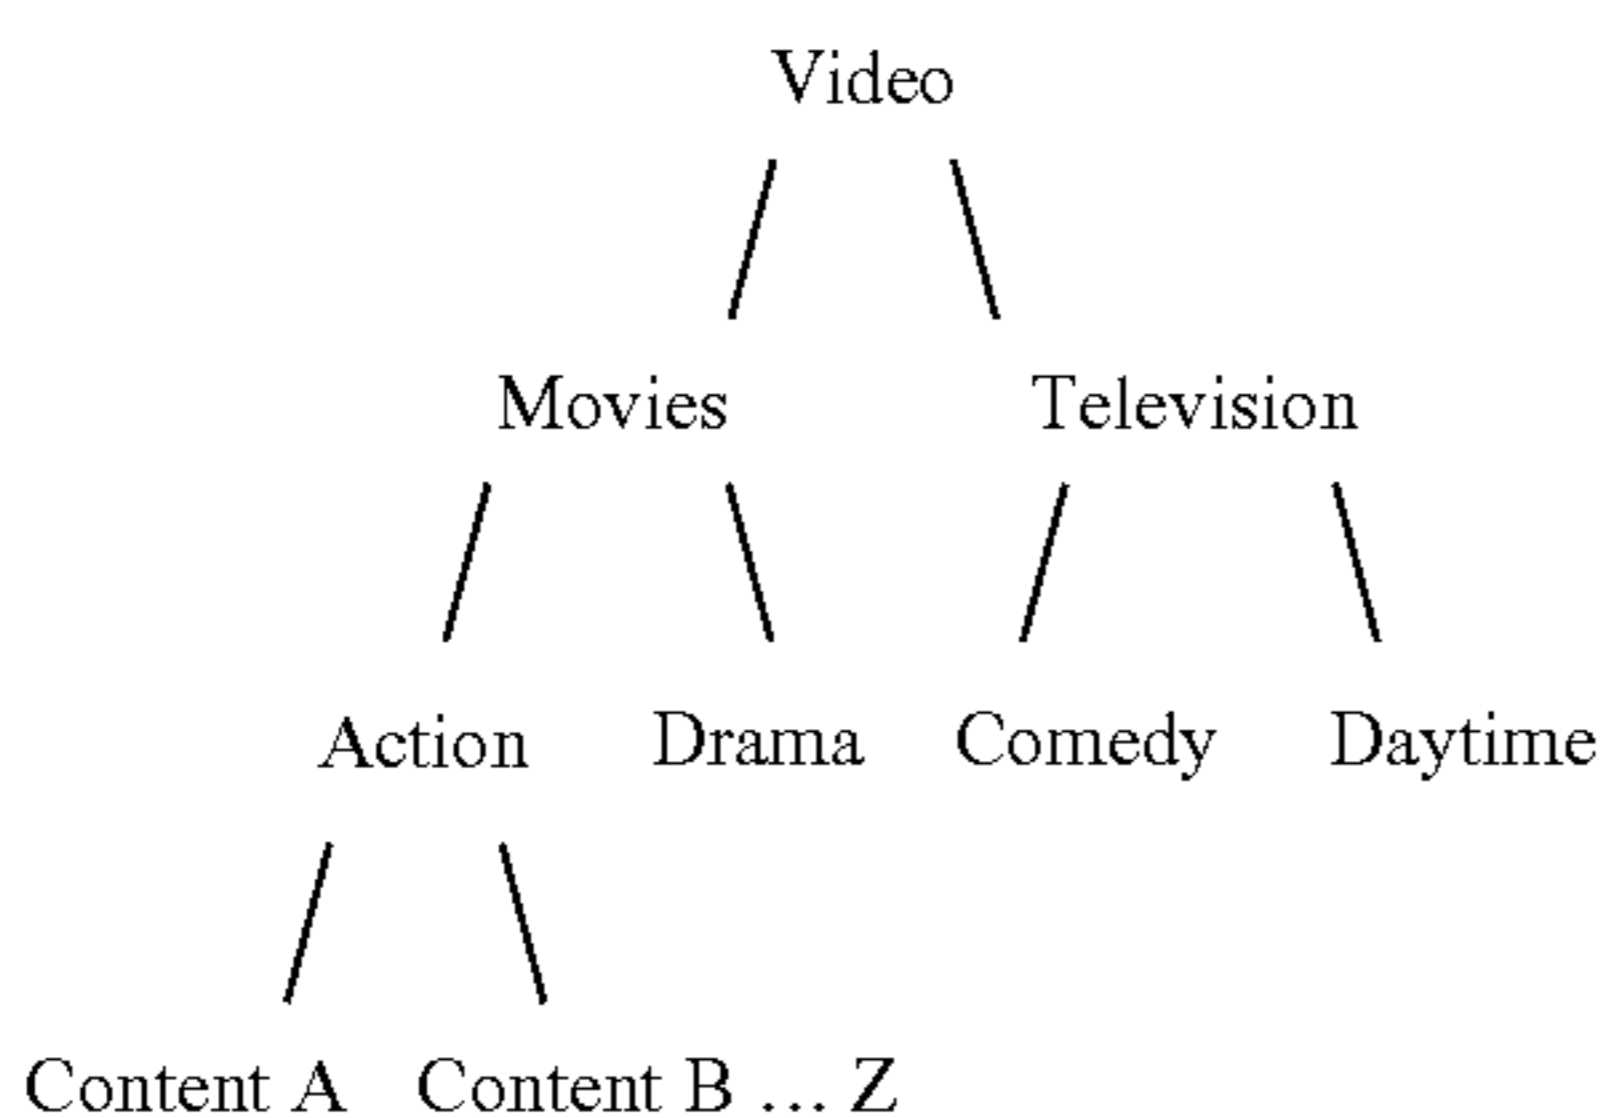 Video
Movies Television
Action Drama Comedy Daytime
Content A Content B ... Z